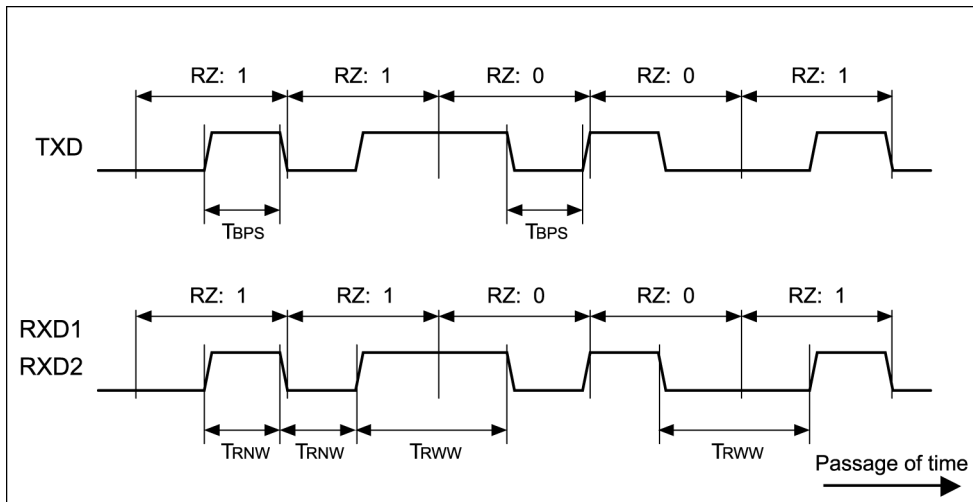 RZ: 1 RZ: 1 RZ: 0 RZ: 0 RZ: 1
TXD
TBPS TBPS
RZ: 1 RZ: 1 RZ: 0 RZ: 0 RZ: 1
RXD1
RXD2
TRNW TRNW TRWW TRWW
Passage of time